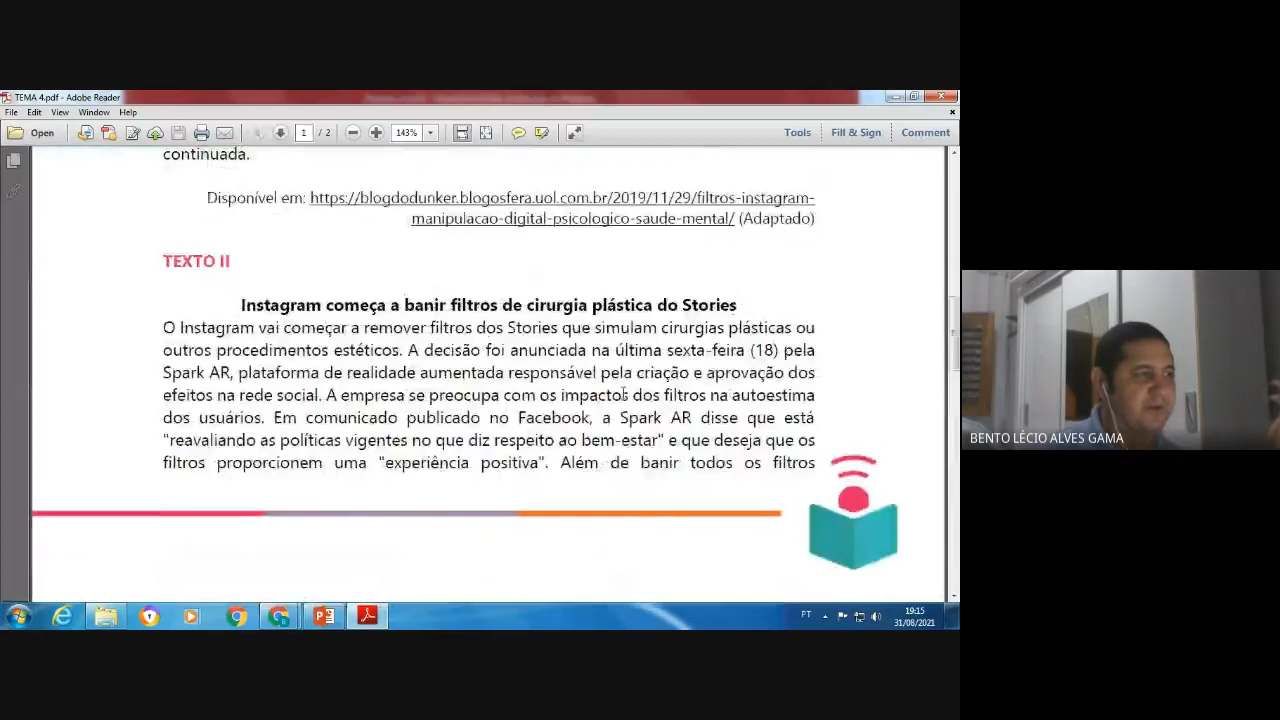 TEMA 4.pdf - Adobe Reader
File Edit View Window Help
Open 1 / 2 143% Tools Fill & Sign Comment
continuada.
Disponível em: https://blogdodunker.blogosfera.uol.com.br/2019/11/29/filtros-instagram-
manipulacao-digital-psicologico-saude-mental/ (Adaptado)
TEXTO II
Instagram começa a banir filtros de cirurgia plástica do Stories
O Instagram vai começar a remover filtros dos Stories que simulam cirurgias plásticas ou
outros procedimentos estéticos. A decisão foi anunciada na última sexta-feira (18) pela
Spark AR, plataforma de realidade aumentada responsável pela criação e aprovação dos
efeitos na rede social. A empresa se preocupa com os impactos dos filtros na autoestima
dos usuários. Em comunicado publicado no Facebook, a Spark AR disse que está
"reavaliando as políticas vigentes no que diz respeito ao bem-estar" e que deseja que os
filtros proporcionem uma "experiência positiva". Além de banir todos os filtros
BENTO LÉCIO ALVES GAMA
PT 19:15
31/08/2021